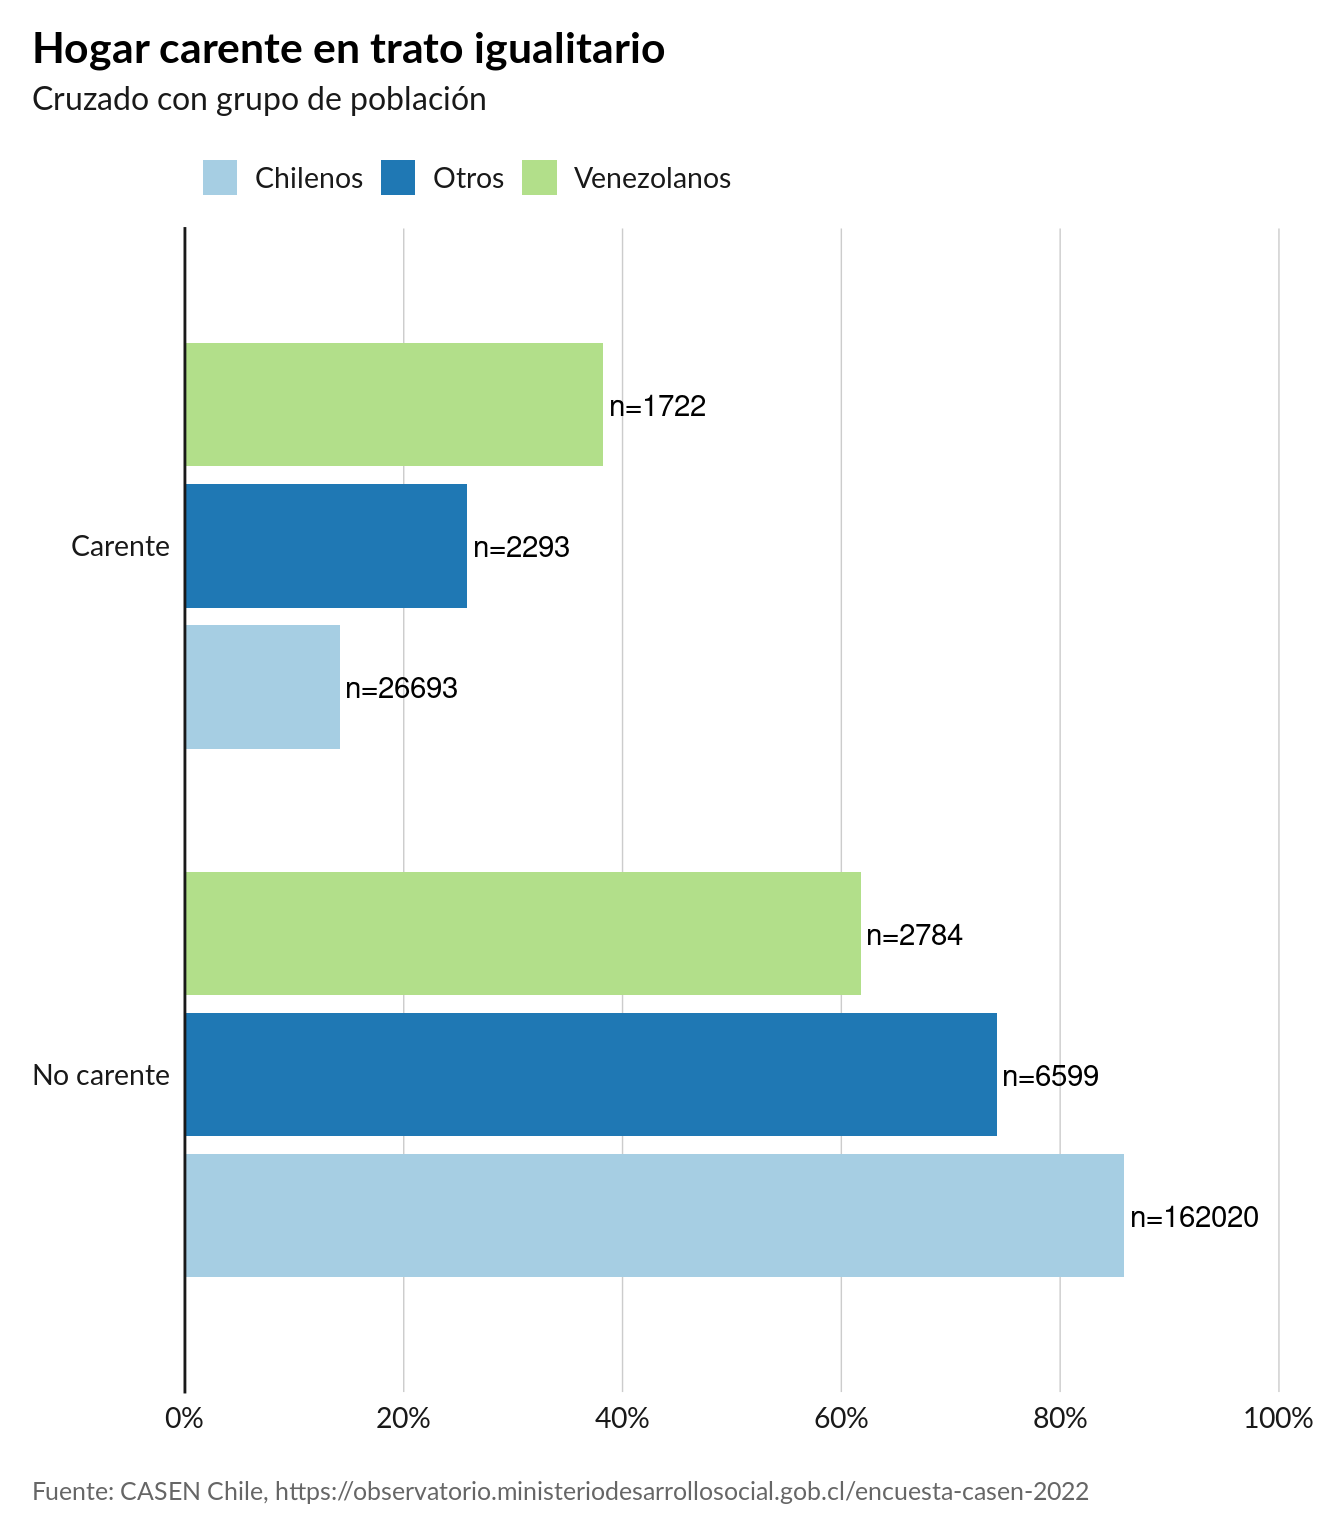 Hogar carente en trato igualitario
Cruzado con grupo de población
Chilenos Otros Venezolanos
n=1722
Carente n=2293
n=26693
n=2784
No carente n=6599
n=162020
0% 20% 40% 60% 80% 100%
Fuente: CASEN Chile, https://observatorio.ministeriodesarrollosocial.gob.cl/encuesta-casen-2022